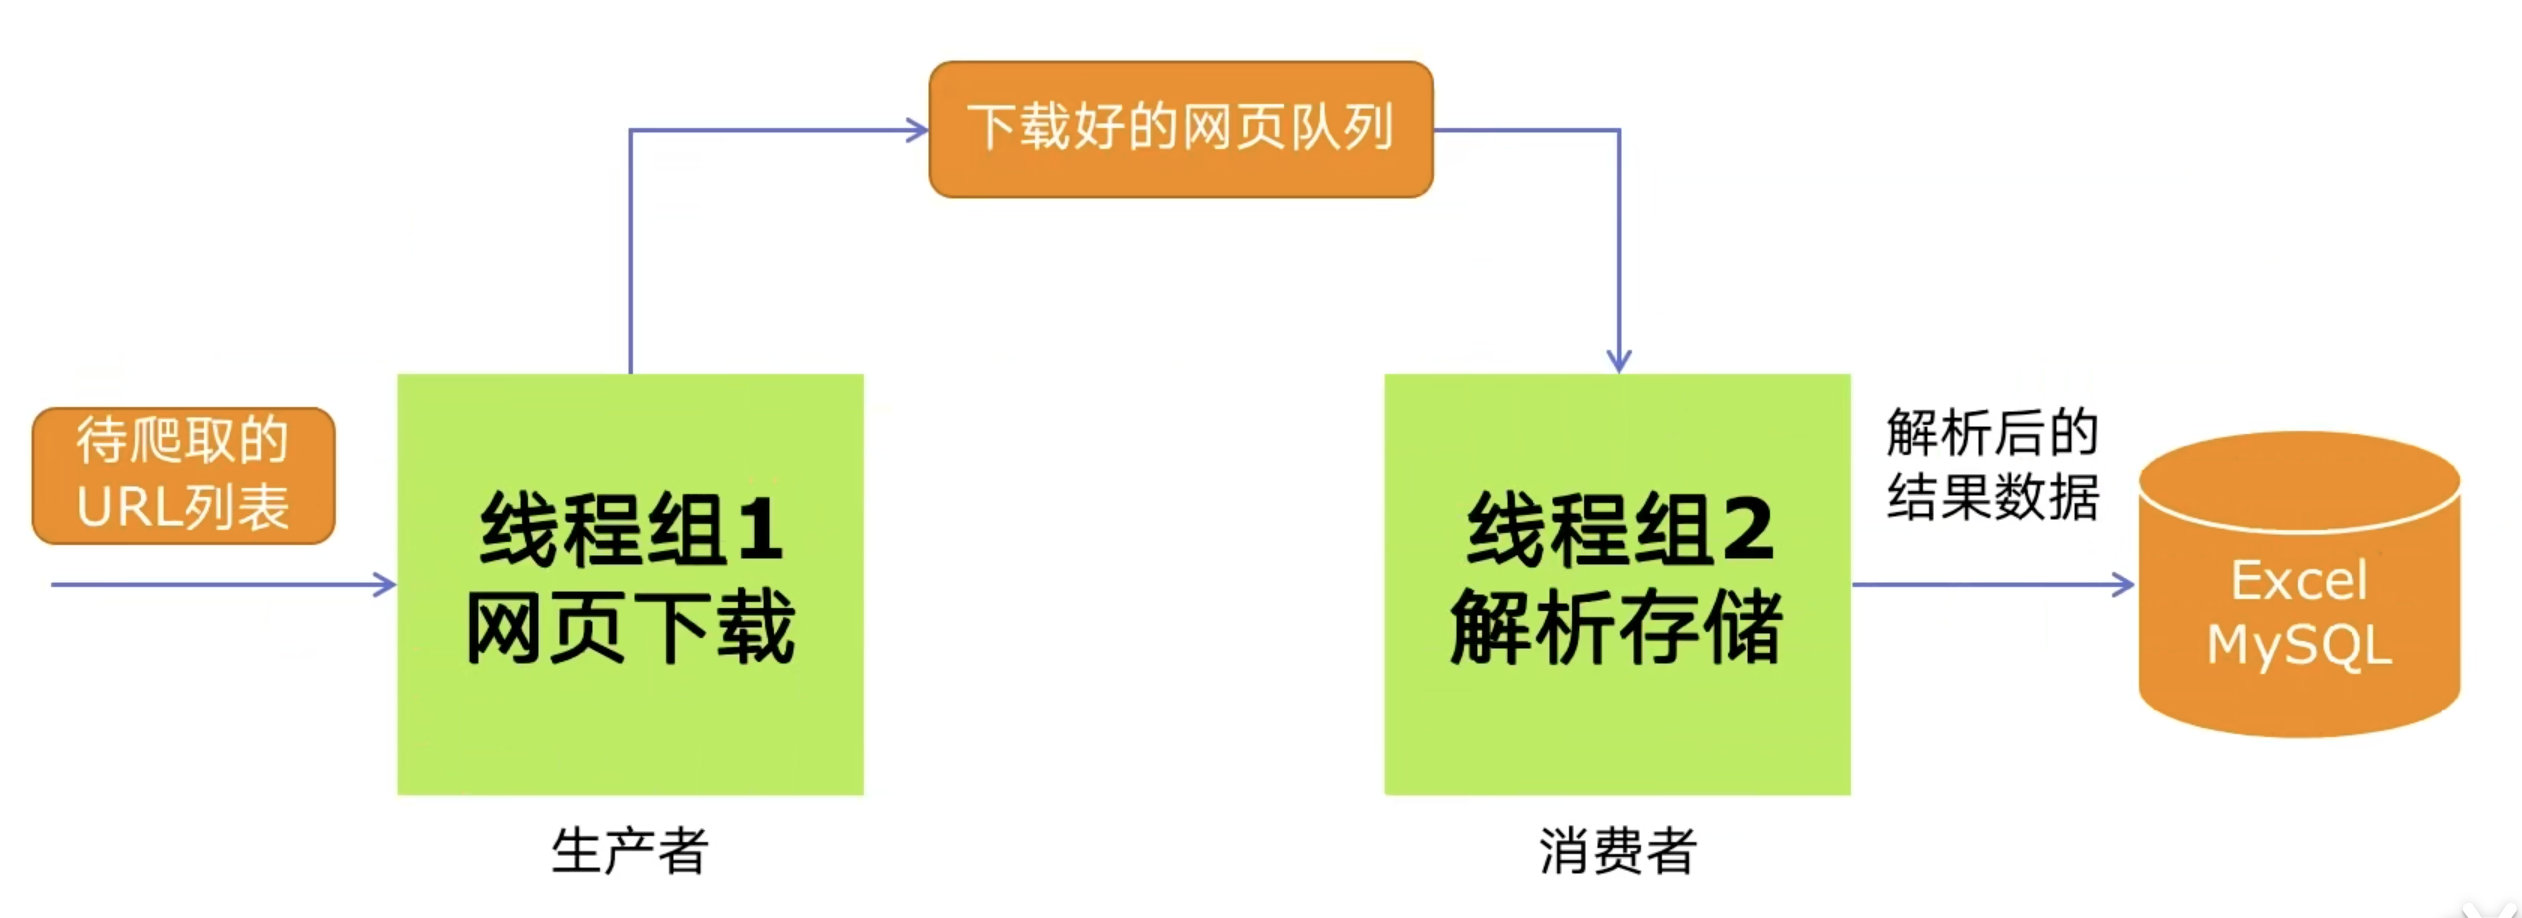 下载好的网页队列
待爬取的
URL列表
线程组1
网页下载
线程组2
解析存储
解析后的
结果数据
Excel
MySQL
生产者
消费者